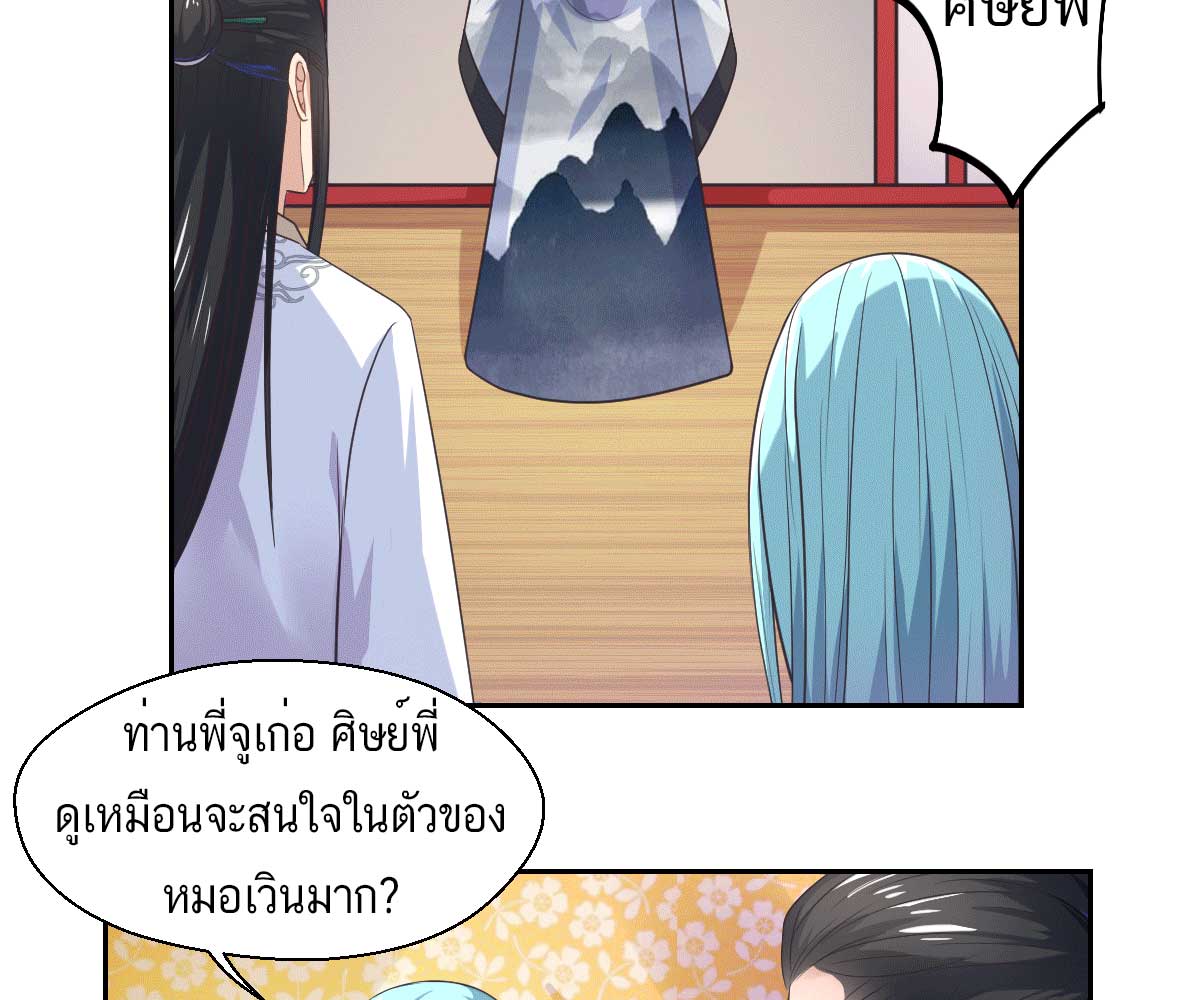 ศิษย์พี่
ท่านพี่จูเก่อ ศิษย์พี่
ดูเหมือนจะสนใจในตัวของ
หมอเวินมาก?